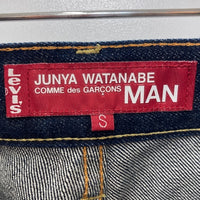 Levi's
JUNYA WATANABE
COMME des GARÇONS MAN
S